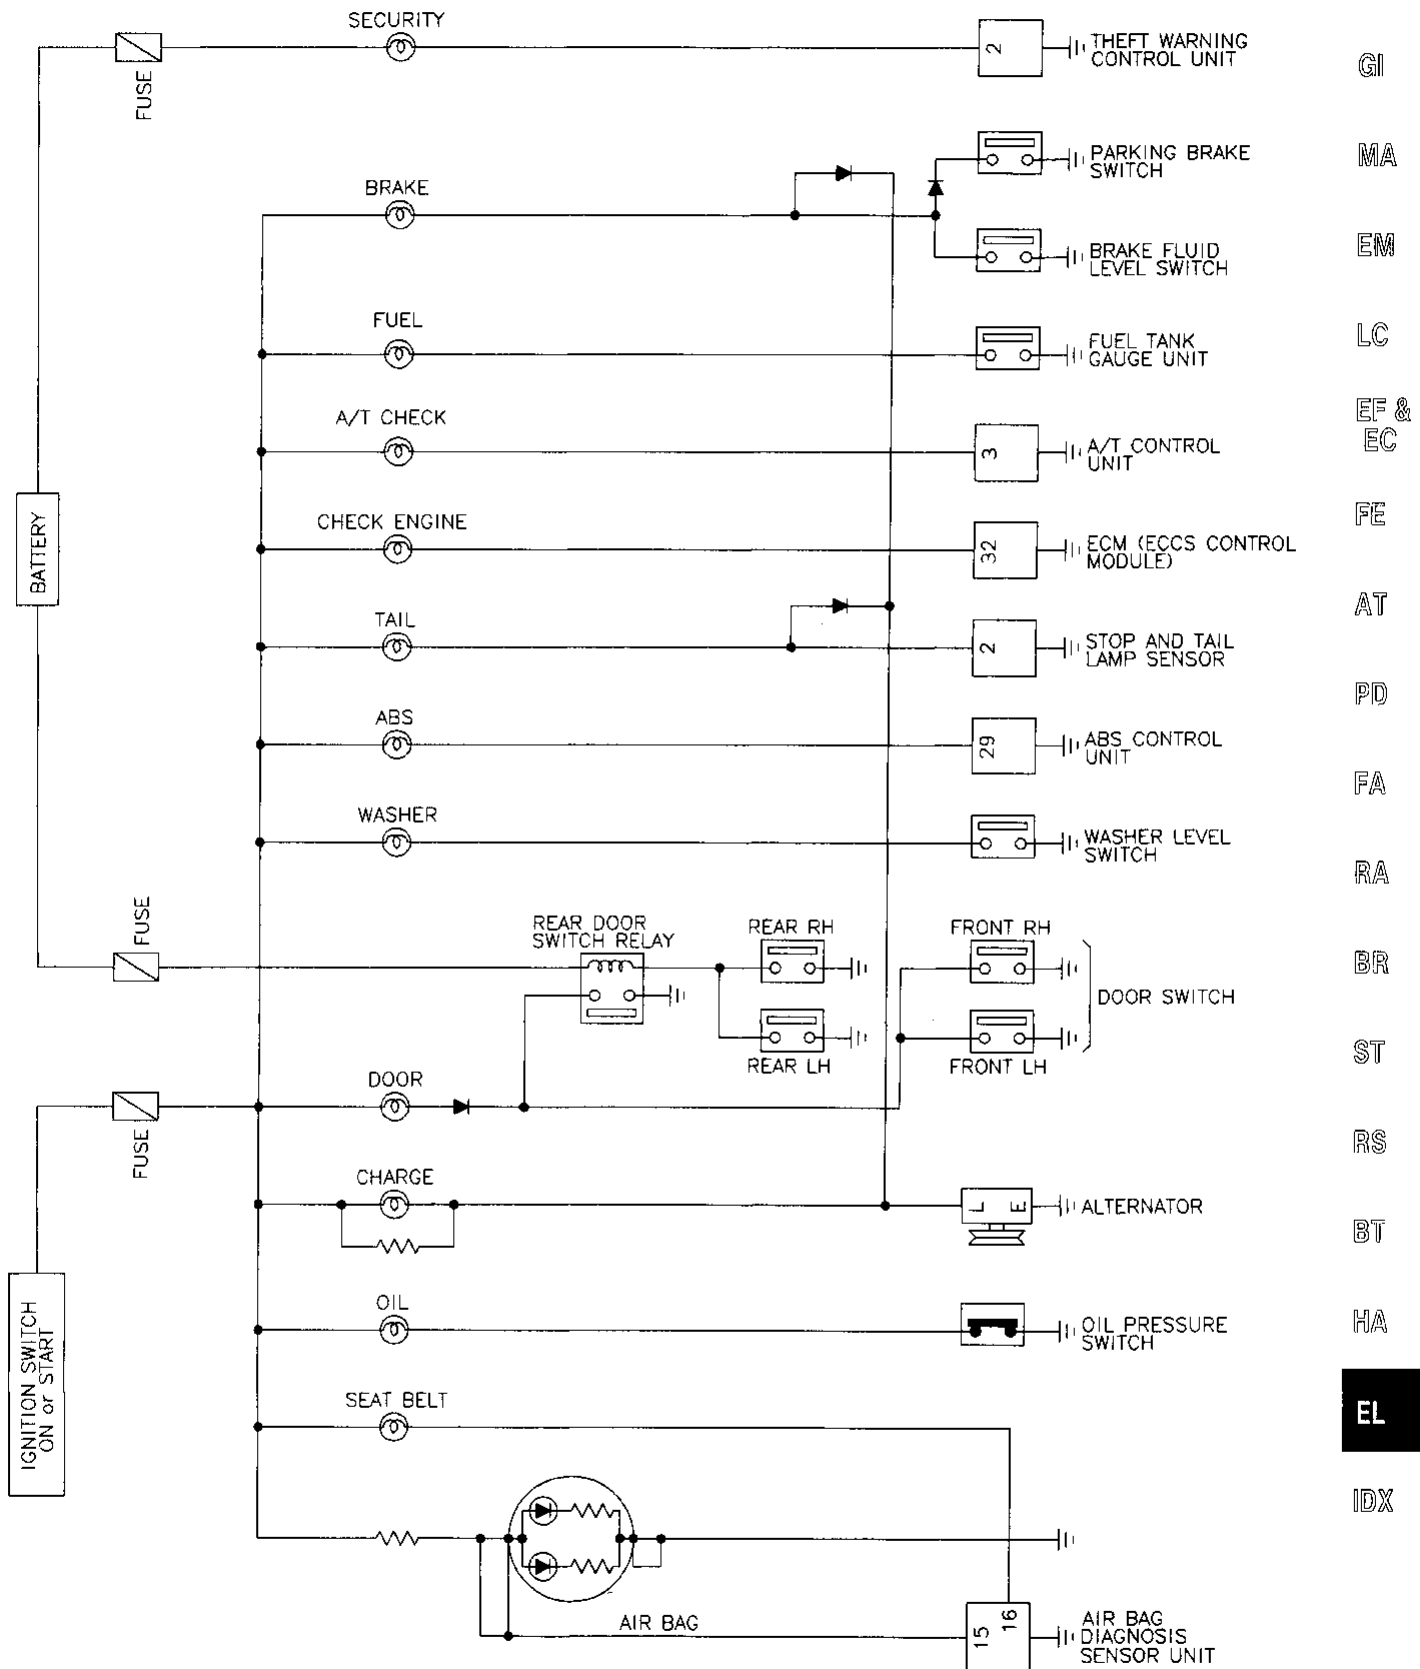 SECURITY
FUSE
2
THEFT WARNING
CONTROL UNIT
GI
PARKING BRAKE
SWITCH
MA
BRAKE
BRAKE FLUID
LEVEL SWITCH
EM
FUEL
FUEL TANK
GAUGE UNIT
LC
A/T CHECK
3
A/T CONTROL
UNIT
EF &
EC
BATTERY
CHECK ENGINE
32
ECM (ECCS CONTROL
MODULE)
FE
TAIL
2
STOP AND TAIL
LAMP SENSOR
AT
ABS
29
ABS CONTROL
UNIT
PD
WASHER
WASHER LEVEL
SWITCH
FA
RA
FUSE
REAR DOOR
SWITCH RELAY
REAR RH
FRONT RH
BR
DOOR SWITCH
REAR LH
FRONT LH
ST
DOOR
FUSE
RS
CHARGE
L E
ALTERNATOR
BT
IGNITION SWITCH
ON or START
OIL
OIL PRESSURE
SWITCH
HA
SEAT BELT
EL
IDX
AIR BAG
15
16
AIR BAG
DIAGNOSIS
SENSOR UNIT